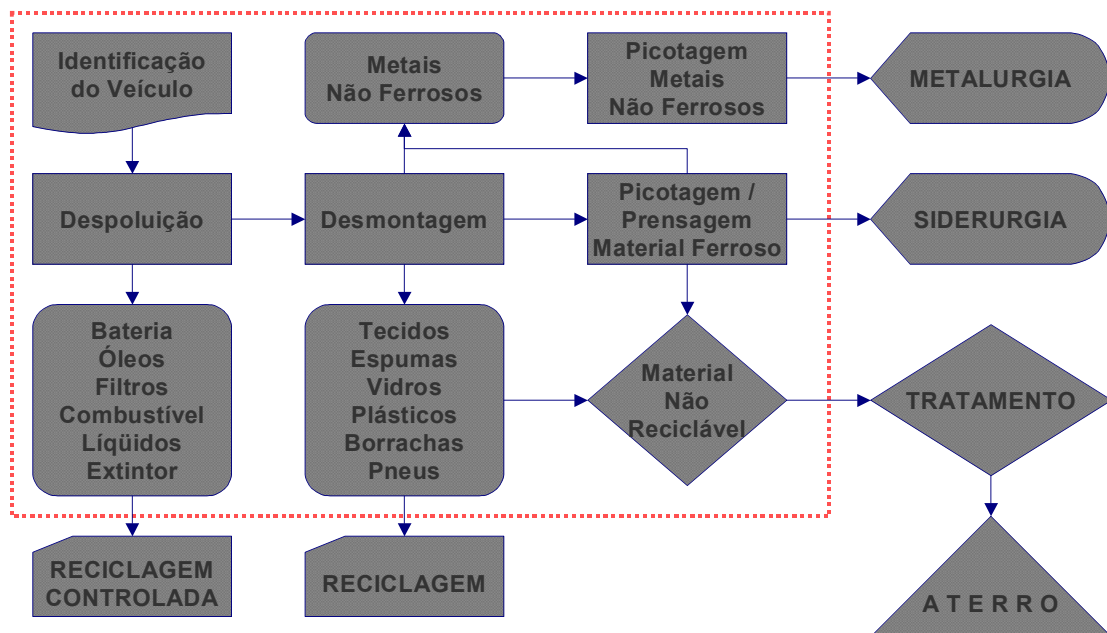 Identificação
do Veículo
Metais
Não Ferrosos
Picotagem
Metais
Não Ferrosos
METALURGIA
Despoluição
Desmontagem
Picotagem /
Prensagem
Material Ferroso
SIDERURGIA
Bateria
Óleos
Filtros
Combustível
Líqüidos
Extintor
Tecidos
Espumas
Vidros
Plásticos
Borrachas
Pneus
Material
Não
Reciclável
TRATAMENTO
RECICLAGEM
CONTROLADA
RECICLAGEM
A T E R R O